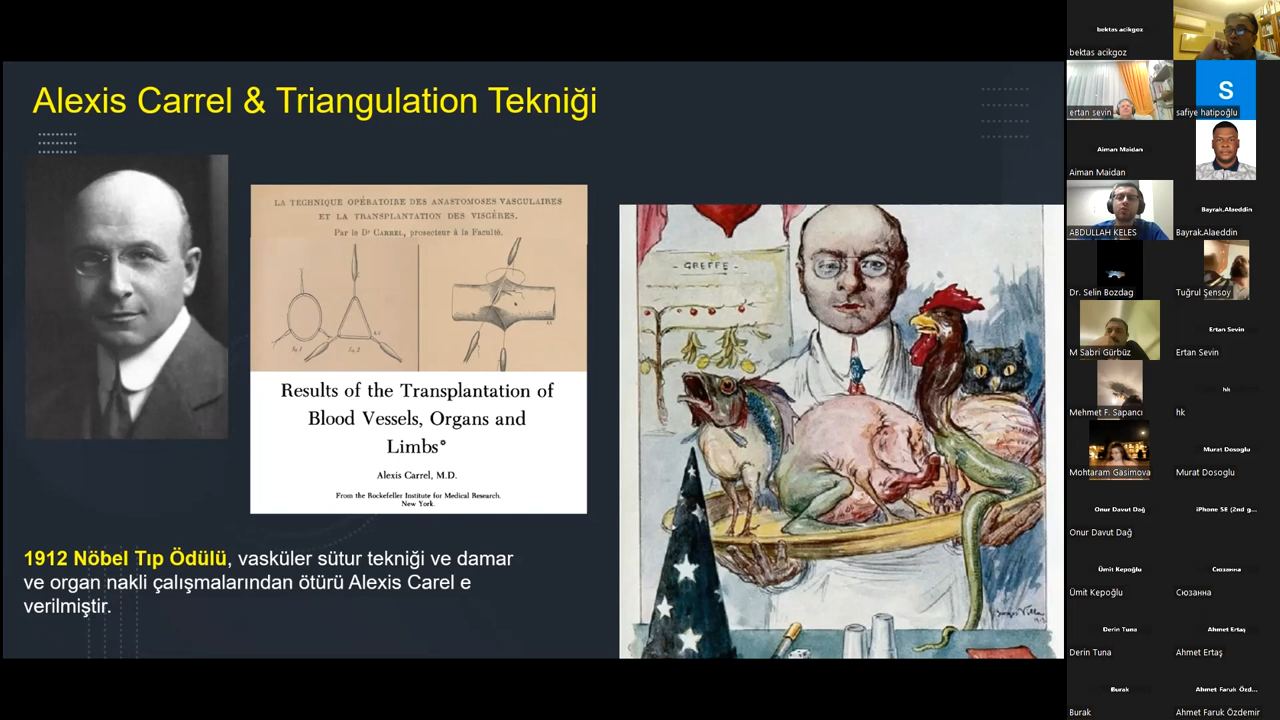 Alexis Carrel & Triangulation Tekniği
LA TECHNIQUE OPÉRATOIRE DES ANASTOMOSES VASCULAIRES
ET LA TRANSPLANTATION DES VISCÈRES.
Par le Dr CARREL, prosecteur à la Faculté.
Fig 1
Fig 2
Results of the Transplantation of
Blood Vessels, Organs and
Limbs°
Alexis Carrel, M.D.
From the Rockefeller Institute for Medical Research.
New York.
- GREFFE -
1912 Nöbel Tıp Ödülü, vasküler sütur tekniği ve damar
ve organ nakli çalışmalarından ötürü Alexis Carel e
verilmiştir.
bektas acikgoz
bektas acikgoz
ertan sevin
S
safiye hatipoğlu
Aiman Maidan
Aiman Maidan
ABDULLAH KELES
Bayrak.Alaeddin
Bayrak.Alaeddin
Dr. Selin Bozdag
Tuğrul Şensoy
M Sabri Gürbüz
Ertan Sevin
Ertan Sevin
Mehmet F. Sapancı
hk
hk
Mohtaram Gasimova
Murat Dosoglu
Murat Dosoglu
Onur Davut Dağ
Onur Davut Dağ
iPhone SE (2nd g...
Ümit Kepoğlu
Ümit Kepoğlu
Сюзанна
Сюзанна
Derin Tuna
Derin Tuna
Ahmet Ertaş
Ahmet Ertaş
Burak
Burak
Ahmet Faruk Özd...
Ahmet Faruk Özdemir